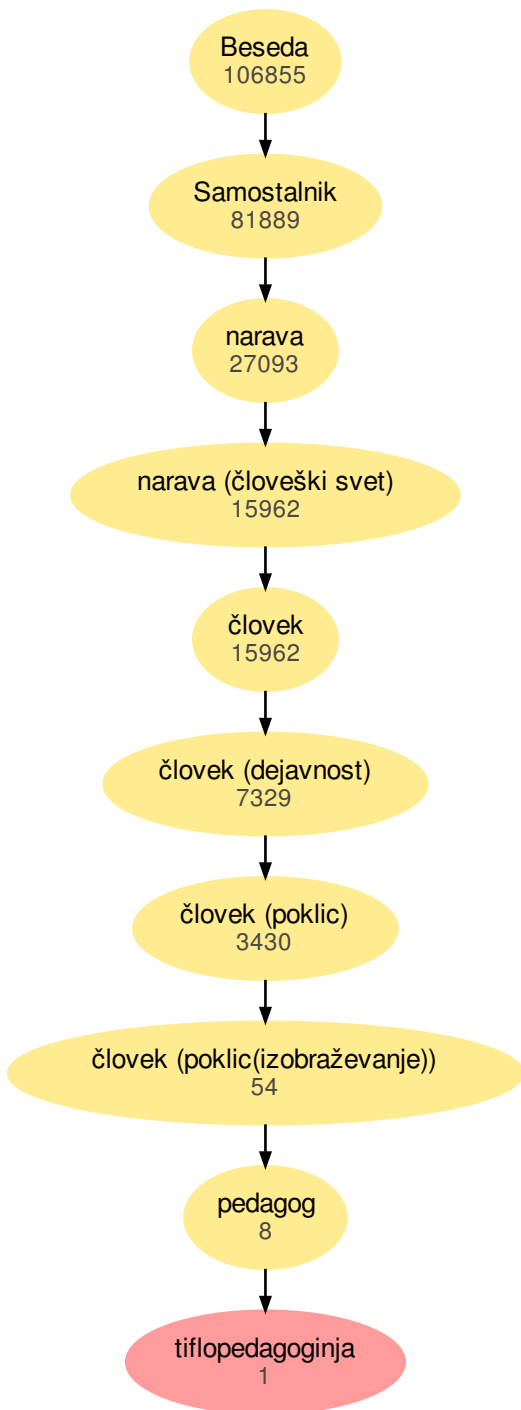 Beseda
106855
Samostalnik
81889
narava
27093
narava (človeški svet)
15962
človek
15962
človek (dejavnost)
7329
človek (poklic)
3430
človek (poklic(izobraževanje))
54
pedagog
8
tiflopedagoginja
1